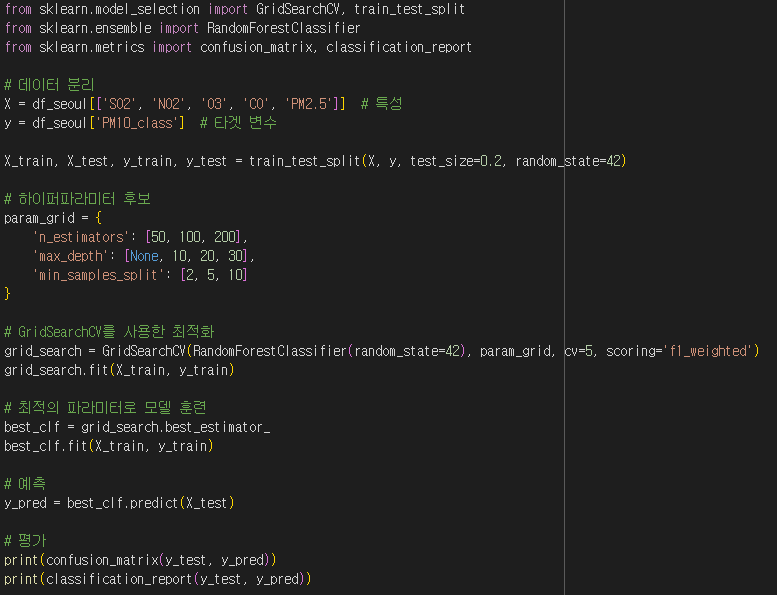 from sklearn.model_selection import GridSearchCV, train_test_split
from sklearn.ensemble import RandomForestClassifier
from sklearn.metrics import confusion_matrix, classification_report
# 데이터 분리
X = df_seoul[['SO2', 'NO2', 'O3', 'CO', 'PM2.5']]  # 특성
y = df_seoul['PM10_class']  # 타겟 변수
X_train, X_test, y_train, y_test = train_test_split(X, y, test_size=0.2, random_state=42)
# 하이퍼파라미터 후보
param_grid = {
    'n_estimators': [50, 100, 200],
    'max_depth': [None, 10, 20, 30],
    'min_samples_split': [2, 5, 10]
}
# GridSearchCV를 사용한 최적화
grid_search = GridSearchCV(RandomForestClassifier(random_state=42), param_grid, cv=5, scoring='f1_weighted')
grid_search.fit(X_train, y_train)
# 최적의 파라미터로 모델 훈련
best_clf = grid_search.best_estimator_
best_clf.fit(X_train, y_train)
# 예측
y_pred = best_clf.predict(X_test)
# 평가
print(confusion_matrix(y_test, y_pred))
print(classification_report(y_test, y_pred))